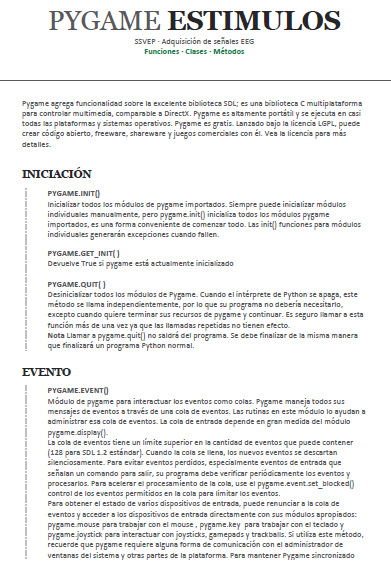 PYGAME ESTIMULOS
SSVEP · Adquisición de señales EEG
Funciones · Clases · Métodos
Pygame agrega funcionalidad sobre la excelente biblioteca SDL; es una biblioteca C multiplataforma
para controlar multimedia, comparable a DirectX. Pygame es altamente portátil y se ejecuta en casi
todas las plataformas y sistemas operativos. Pygame es gratis. Lanzado bajo la licencia LGPL, puede
crear código abierto, freeware, shareware y juegos comerciales con él. Vea la licencia para más
detalles.
INICIACIÓN
PYGAME.INIT()
Inicializar todos los módulos de pygame importados. Siempre puede inicializar módulos
individuales manualmente, pero pygame.init() inicializa todos los módulos pygame
importados, es una forma conveniente de comenzar todo. Las init() funciones para módulos
individuales generarán excepciones cuando fallen.
PYGAME.GET_INIT( )
Devuelve True si pygame está actualmente inicializado
PYGAME.QUIT( )
Desinicializar todos los módulos de Pygame. Cuando el intérprete de Python se apaga, este
método se llama independientemente, por lo que su programa no debería necesitarlo,
excepto cuando quiere terminar sus recursos de pygame y continuar. Es seguro llamar a esta
función más de una vez ya que las llamadas repetidas no tienen efecto.
Nota Llamar a pygame.quit() no saldrá del programa. Se debe finalizar de la misma manera
que finalizará un programa Python normal.
EVENTO
PYGAME.EVENT()
Módulo de pygame para interactuar los eventos como colas. Pygame maneja todos sus
mensajes de eventos a través de una cola de eventos. Las rutinas en este módulo lo ayudan a
administrar esa cola de eventos. La cola de entrada depende en gran medida del módulo
pygame.display().
La cola de eventos tiene un límite superior en la cantidad de eventos que puede contener
(128 para SDL 1.2 estándar). Cuando la cola se llena, los nuevos eventos se descartan
silenciosamente. Para evitar eventos perdidos, especialmente eventos de entrada que
señalan un comando para salir, su programa debe verificar periódicamente los eventos y
procesarlos. Para acelerar el procesamiento de la cola, use el pygame.event.set_blocked()
control de los eventos permitidos en la cola para limitar los eventos.
Para obtener el estado de varios dispositivos de entrada, puede renunciar a la cola de
eventos y acceder a los dispositivos de entrada directamente con sus módulos apropiados:
pygame.mouse para trabajar con el mouse , pygame.key para trabajar con el teclado y
pygame.joystick para interactuar con joysticks, gamepads y trackballs. Si utiliza este método,
recuerde que pygame requiere alguna forma de comunicación con el administrador de
ventanas del sistema y otras partes de la plataforma. Para mantener Pygame sincronizado